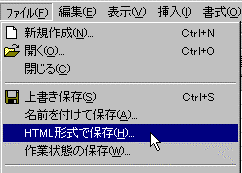 ファイル(F) 編集(E) 表示(V) 挿入(I) 書式(O)
新規作成(N)... Ctrl+N
開く(O)... Ctrl+O
閉じる(C)
上書き保存(S) Ctrl+S
名前を付けて保存(A)...
HTML形式で保存(H)...
作業状態の保存(W)...